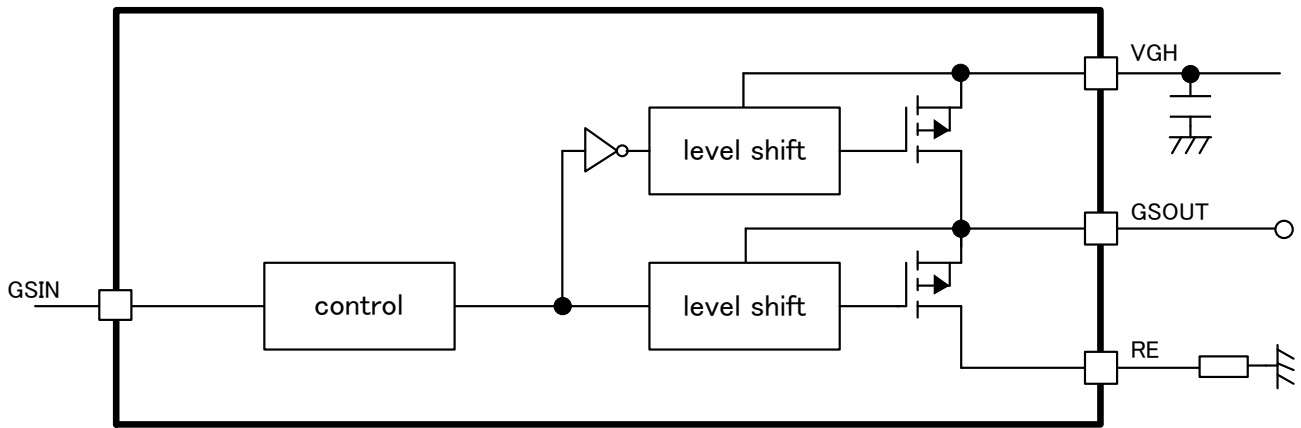 VGH
level shift
GSOUT
GSIN
control
level shift
RE